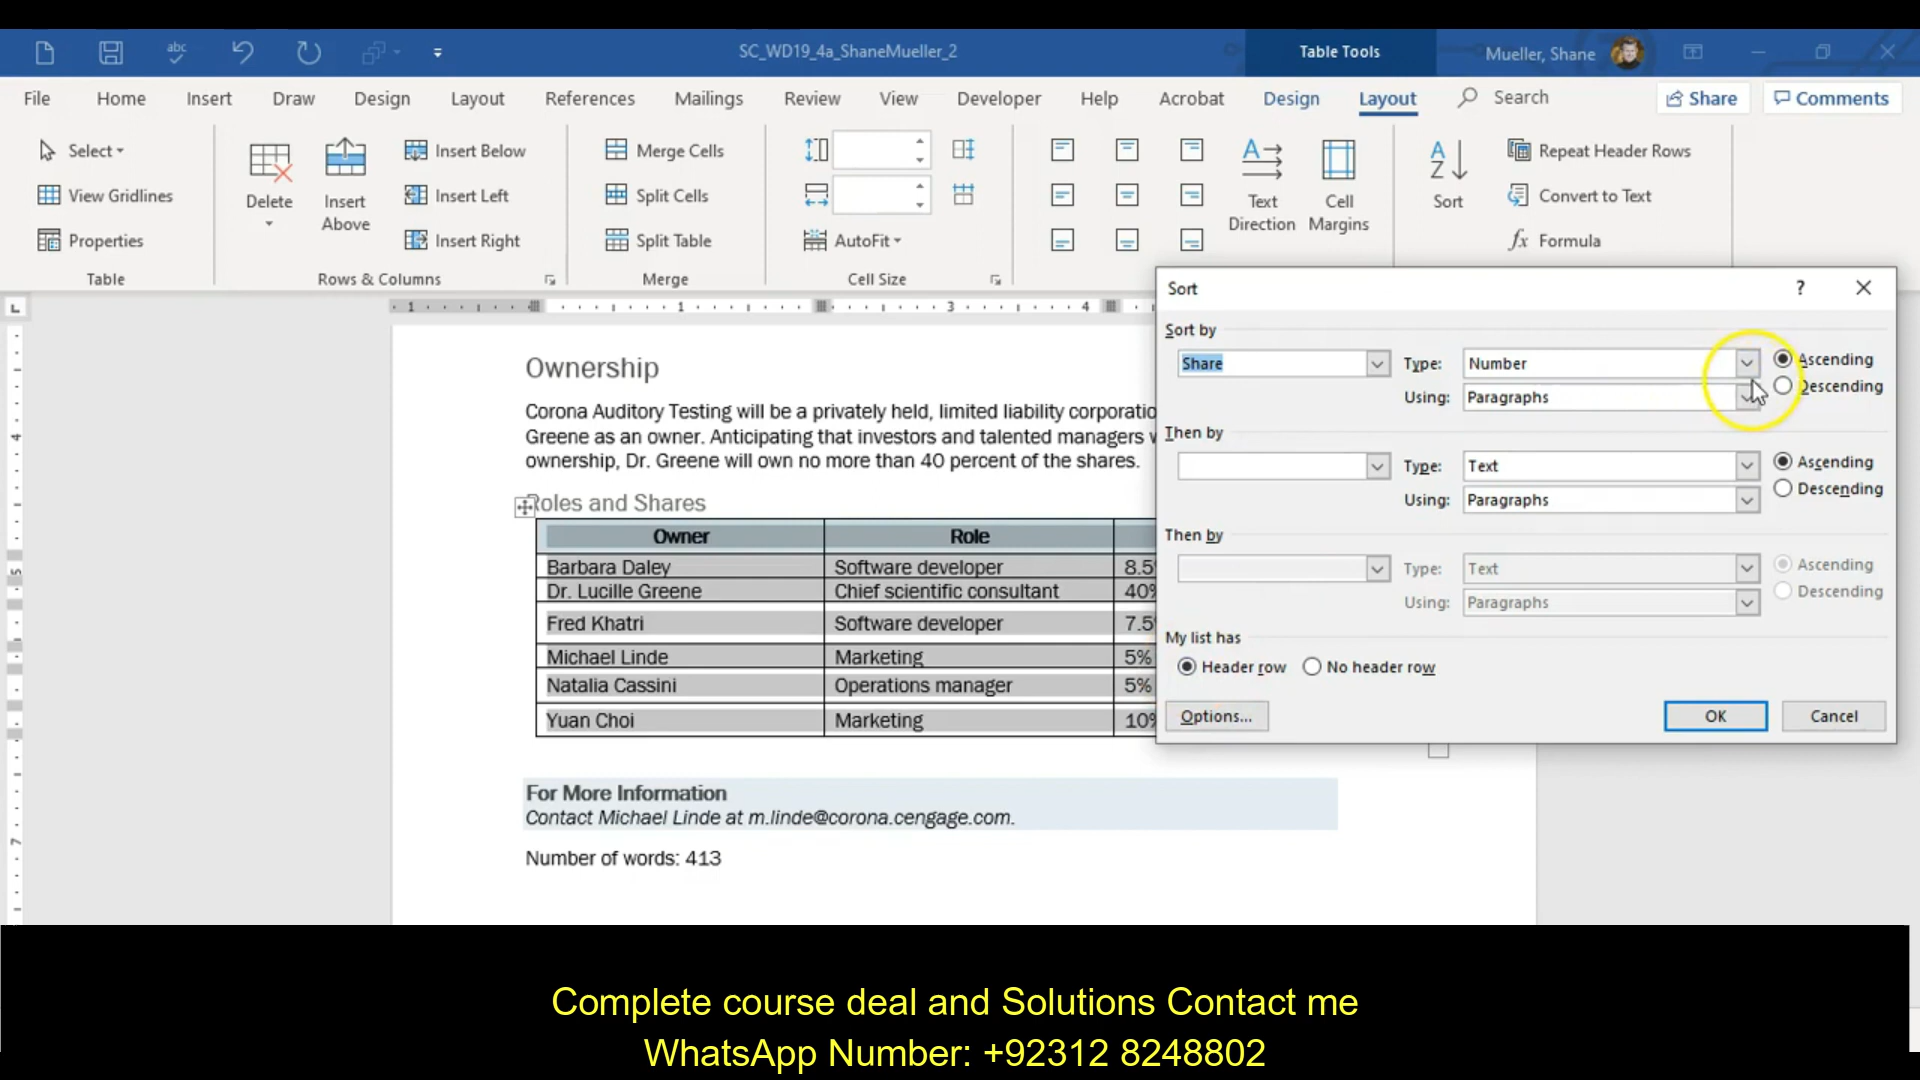 SC_WD19_4a_ShaneMueller_2
Table Tools
Mueller, Shane
File Home Insert Draw Design Layout References Mailings Review View Developer Help Acrobat Design Layout Search Share Comments
Select
View Gridlines
Properties
Table
Delete
Insert Above
Insert Below
Insert Left
Insert Right
Rows & Columns
Merge Cells
Split Cells
Split Table
Merge
AutoFit
Cell Size
Text Direction
Cell Margins
Sort
Repeat Header Rows
Convert to Text
Formula
Sort
Sort by
Share Type: Number Ascending
Using: Paragraphs Descending
Then by
Type: Text Ascending
Using: Paragraphs Descending
Then by
Type: Text Ascending
Using: Paragraphs Descending
My list has
Header row No header row
Options... OK Cancel
Ownership
Corona Auditory Testing will be a privately held, limited liability corporatio
Greene as an owner. Anticipating that investors and talented managers
ownership, Dr. Greene will own no more than 40 percent of the shares.
Roles and Shares
Owner Role
Barbara Daley Software developer 8.5
Dr. Lucille Greene Chief scientific consultant 40%
Fred Khatri Software developer 7.5
Michael Linde Marketing 5%
Natalia Cassini Operations manager 5%
Yuan Choi Marketing 10%
For More Information
Contact Michael Linde at m.linde@corona.cengage.com.
Number of words: 413
Complete course deal and Solutions Contact me
WhatsApp Number: +92312 8248802